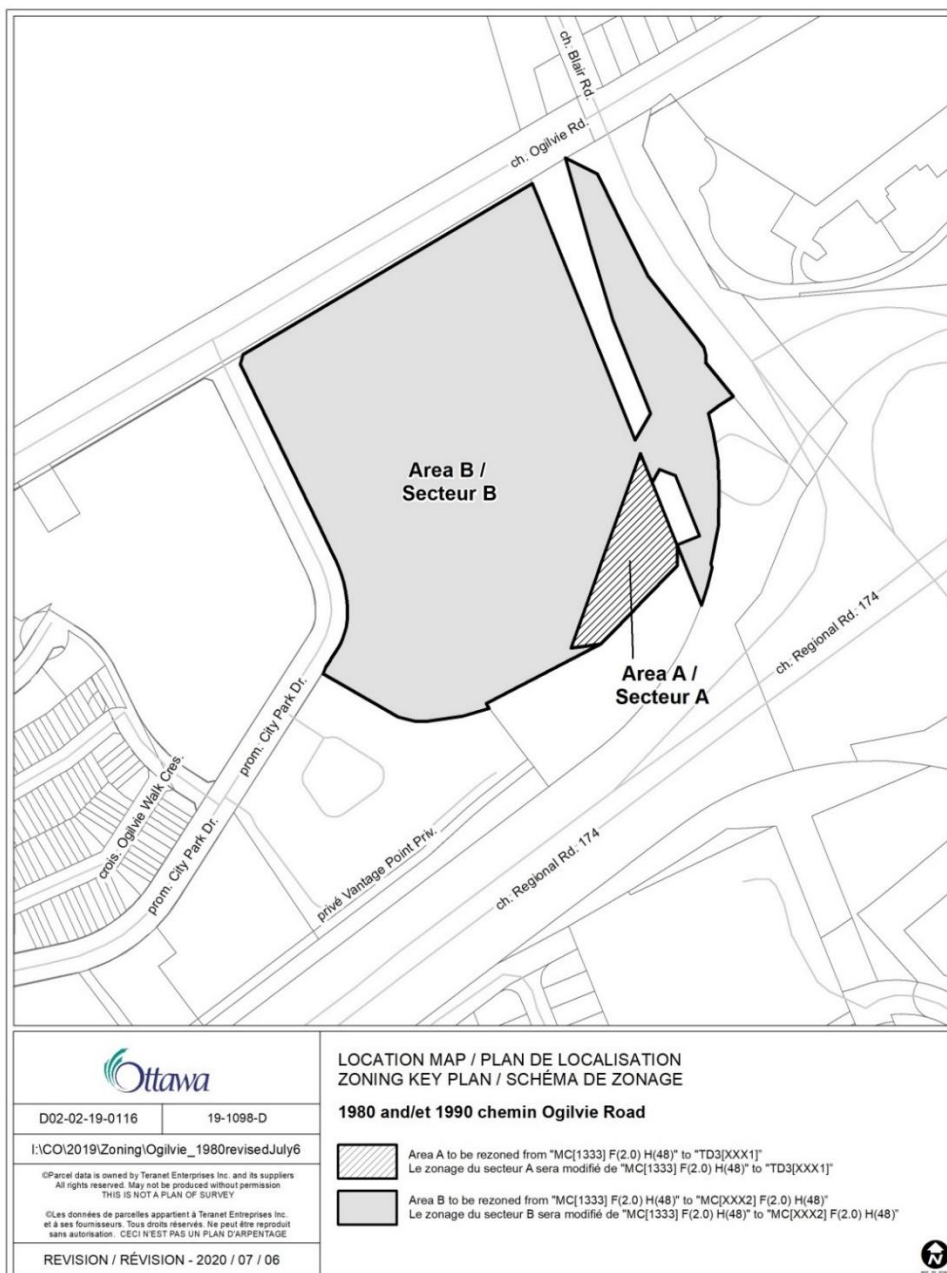 ch. Blair Rd.
ch. Ogilvie Rd.
Area B /
Secteur B
ch. Regional Rd. 174
Area A /
Secteur A
prom. City Park Dr.
crois. Ogilvie Walk Cres.
prom. City Park Dr.
privé Vantage Point Priv.
ch. Regional Rd. 174
Ottawa
D02-02-19-0116
19-1098-D
I:\CO\2019\Zoning\Ogilvie_1980revisedJuly6
©Parcel data is owned by Teranet Enterprises Inc. and its suppliers
All rights reserved. May not be produced without permission
THIS IS NOT A PLAN OF SURVEY
©Les données de parcelles appartient à Teranet Entreprises Inc.
et à ses fournisseurs. Tous droits réservés. Ne peut être reproduit
sans autorisation. CECI N'EST PAS UN PLAN D'ARPENTAGE
REVISION / RÉVISION - 2020 / 07 / 06
LOCATION MAP / PLAN DE LOCALISATION
ZONING KEY PLAN / SCHÉMA DE ZONAGE
1980 and/et 1990 chemin Ogilvie Road
Area A to be rezoned from "MC[1333] F(2.0) H(48)" to "TD3[XXX1]"
Le zonage du secteur A sera modifié de "MC[1333] F(2.0) H(48)" to "TD3[XXX1]"
Area B to be rezoned from "MC[1333] F(2.0) H(48)" to "MC[XXX2] F(2.0) H(48)"
Le zonage du secteur B sera modifié de "MC[1333] F(2.0) H(48)" to "MC[XXX2] F(2.0) H(48)"
N